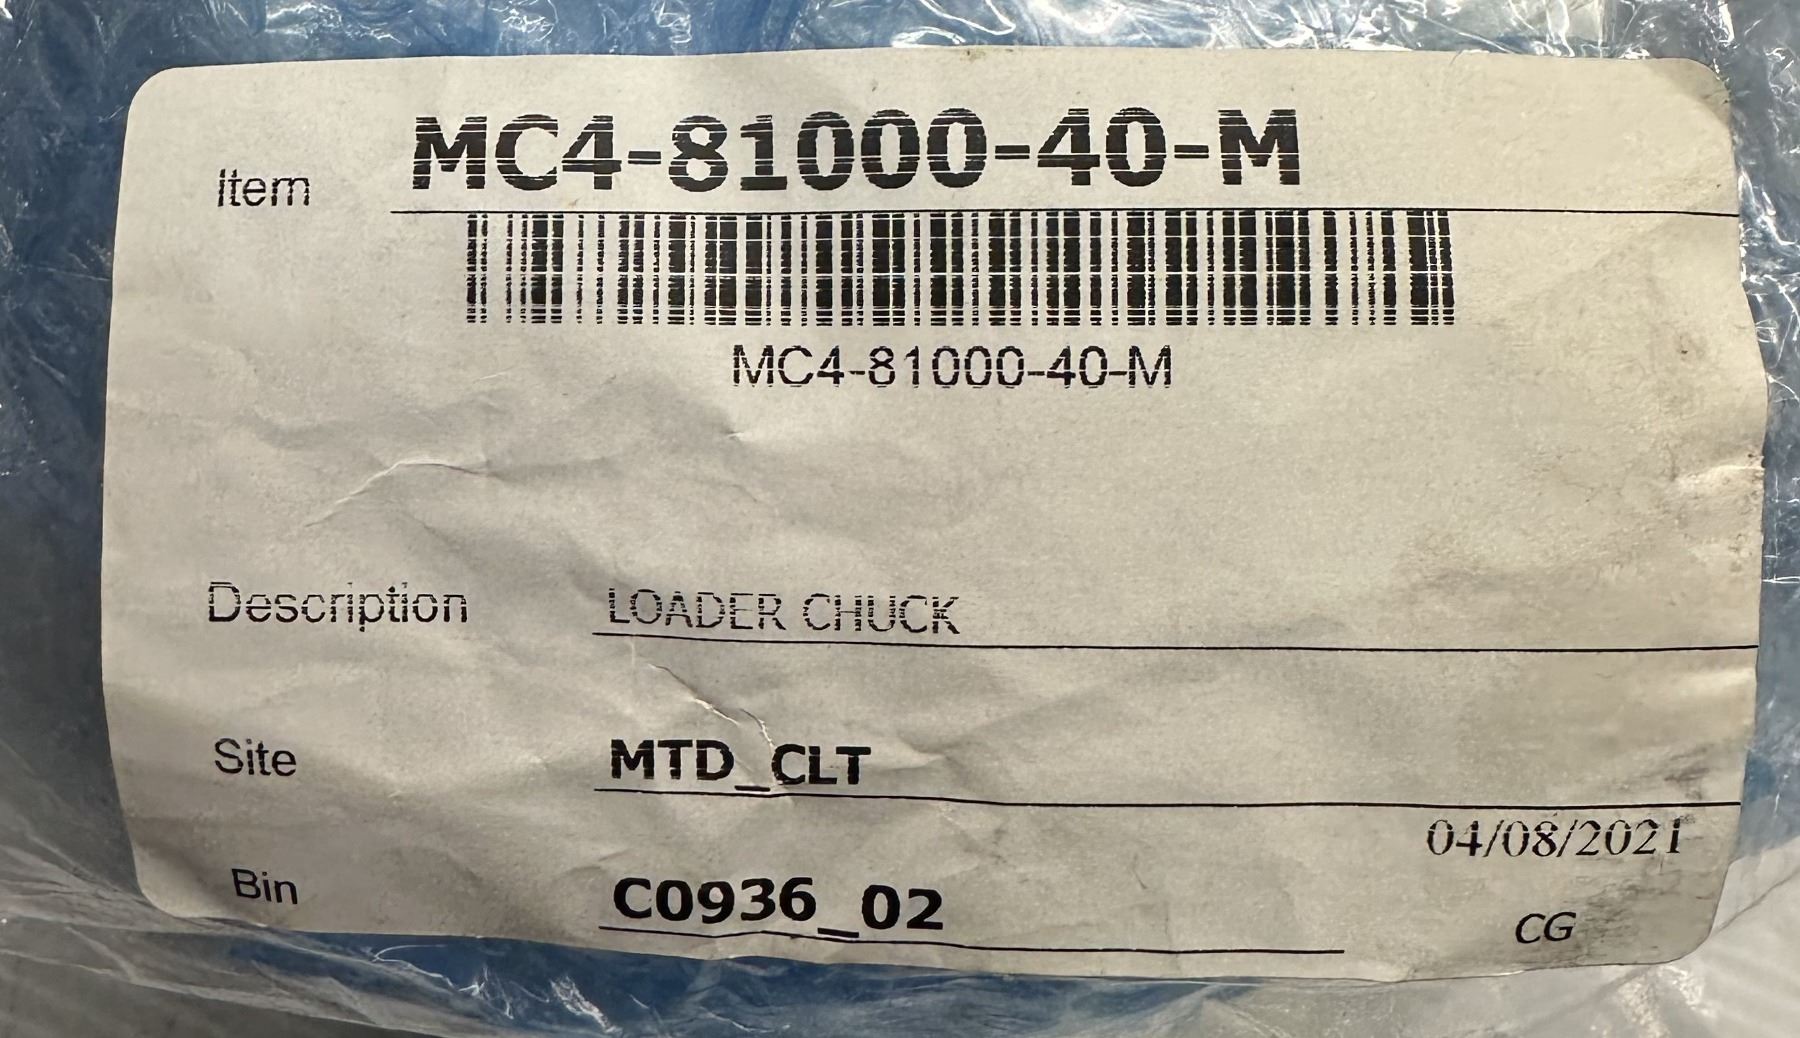 Item MC4-81000-40-M
MC4-81000-40-M
Description LOADER CHUCK
Site MTD_CLT
04/08/2021
Bin C0936_02
CG